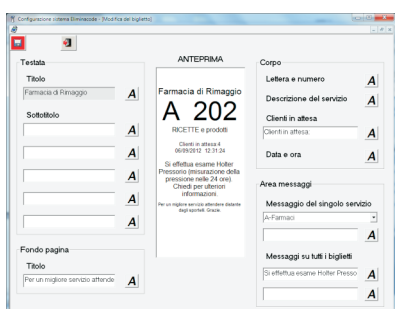 Configurazione sistema Eliminacode - [Modifica del biglietto]
Testata
Titolo
Farmacia di Rimaggio
A
Sottotitolo
A
A
A
A
A
Fondo pagina
Titolo
Per un migliore servizio attende
A
ANTEPRIMA
Farmacia di Rimaggio
A 202
RICETTE e prodotti
Clienti in attesa:4
06/09/2012 12:31:24
Si effettua esame Holter
Pressorio (misurazione della
pressione nelle 24 ore).
Chiedi per ulteriori
informazioni.
Per un migliore servizio attendere distante
dagli sportelli. Grazie.
Corpo
Lettera e numero
A
Descrizione del servizio
A
Clienti in attesa
Clienti in attesa:
A
Data e ora
A
Area messaggi
Messaggio del singolo servizio
A-Farmaci
A
Messaggi su tutti i biglietti
Si effettua esame Holter Presso
A
A